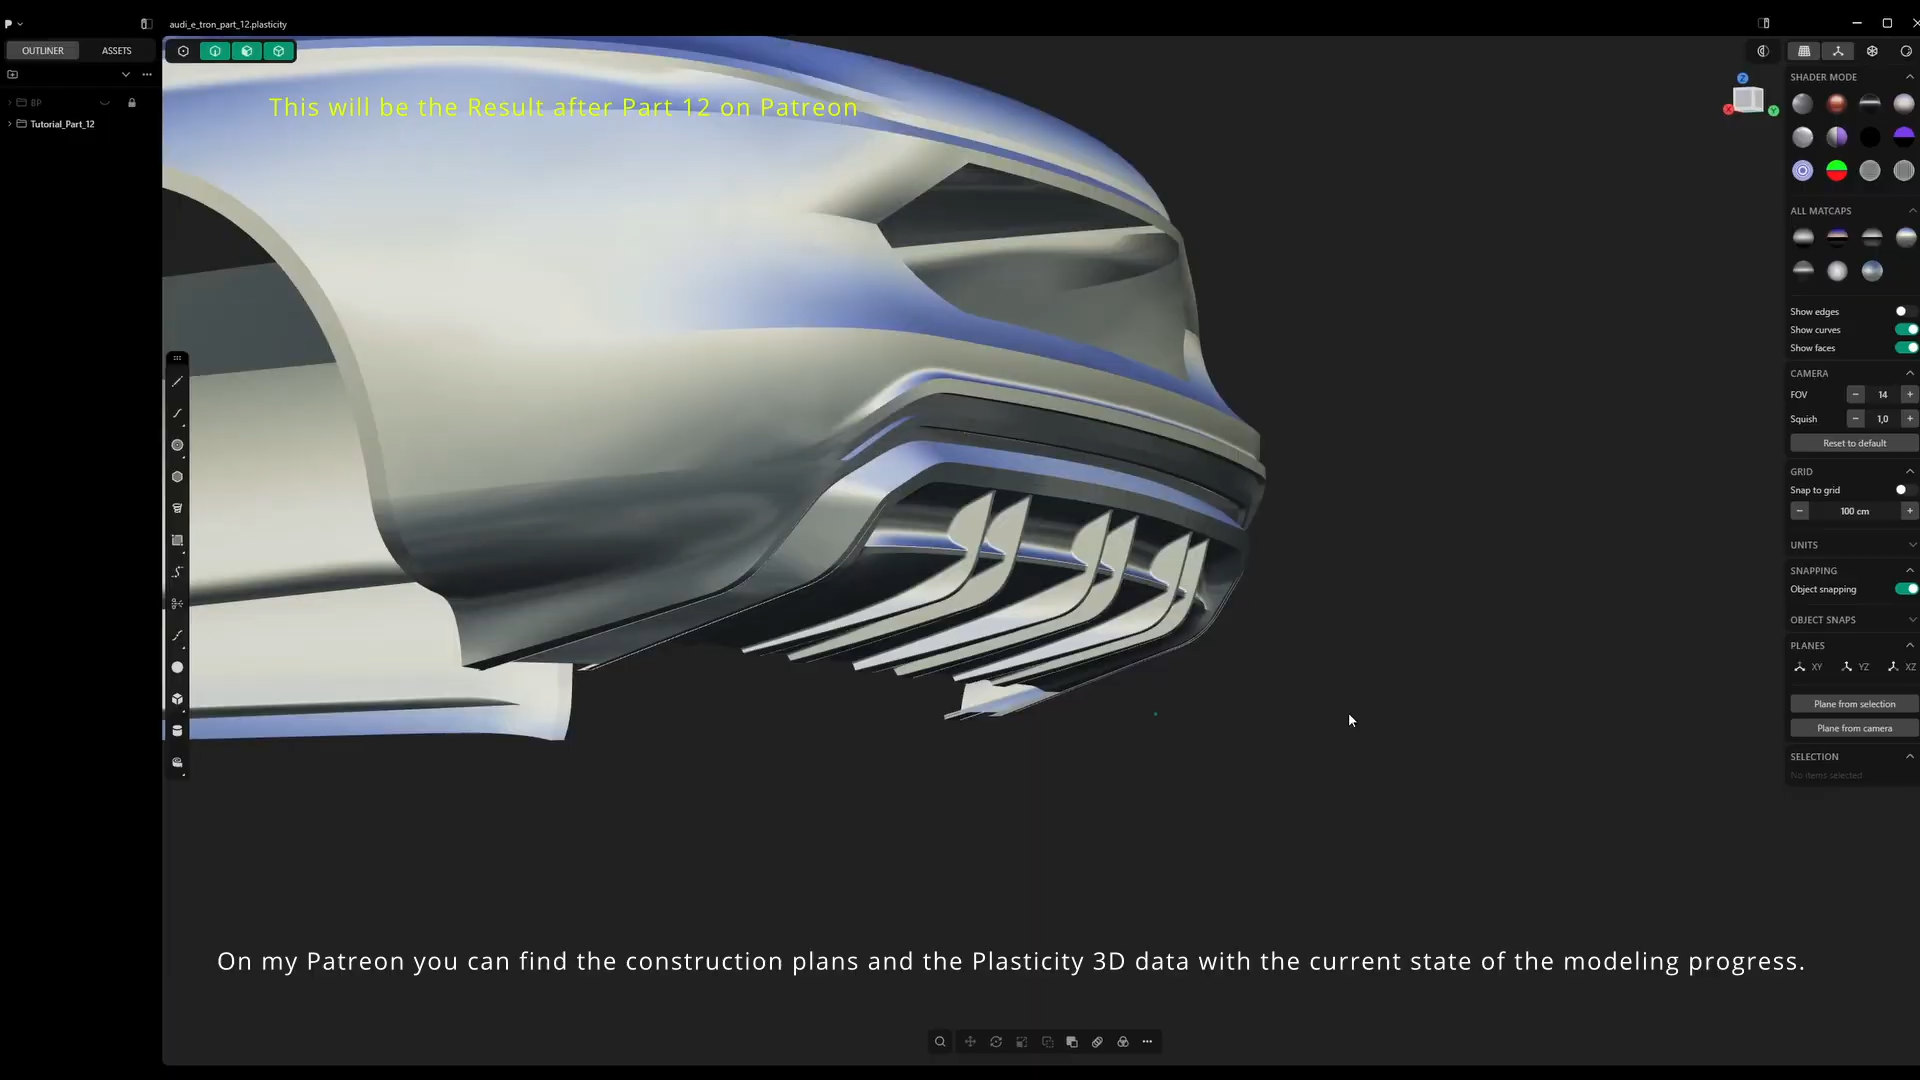 audi_e_tron_part_12.plasticity
OUTLINER
ASSETS
BP
Tutorial_Part_12
This will be the Result after Part 12 on Patreon
Z
X
Y
SHADER MODE
ALL MATCAPS
Show edges
Show curves
Show faces
CAMERA
FOV
− 14 +
Squish
− 1,0 +
Reset to default
GRID
Snap to grid
− 100 cm +
UNITS
SNAPPING
Object snapping
OBJECT SNAPS
PLANES
XY YZ XZ
Plane from selection
Plane from camera
SELECTION
No items selected
On my Patreon you can find the construction plans and the Plasticity 3D data with the current state of the modeling progress.